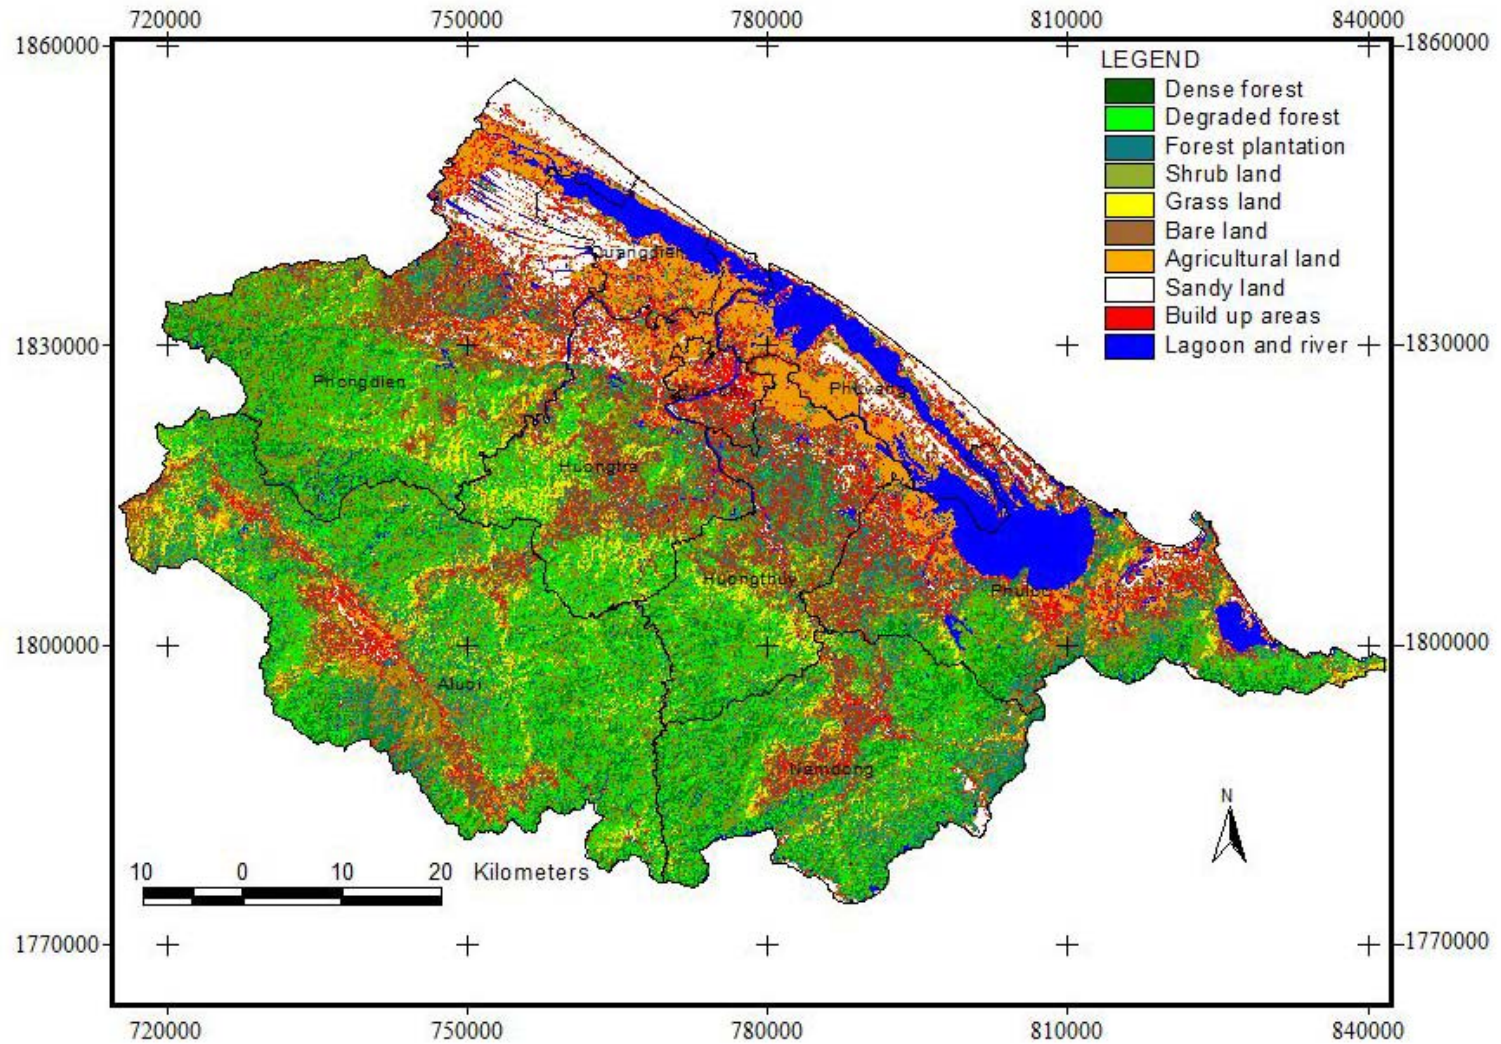 720000 750000 780000 810000 840000
1860000 1860000
LEGEND
Dense forest
Degraded forest
Forest plantation
Shrub land
Grass land
Bare land
Agricultural land
Sandy land
Build up areas
Lagoon and river
Quangdien
1830000 1830000
Phongdien
Phuvang
Huongtra
Huongthuy
1800000 1800000
Aluoi
Namdong
N
10 0 10 20 Kilometers
1770000 1770000
720000 750000 780000 810000 840000